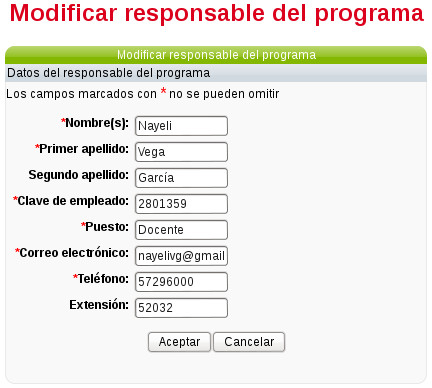 Modificar responsable del programa
Modificar responsable del programa
Datos del responsable del programa
Los campos marcados con * no se pueden omitir
*Nombre(s): Nayeli
*Primer apellido: Vega
Segundo apellido: García
*Clave de empleado: 2801359
*Puesto: Docente
*Correo electrónico: nayelivg@gmail
*Teléfono: 57296000
Extensión: 52032
Aceptar Cancelar